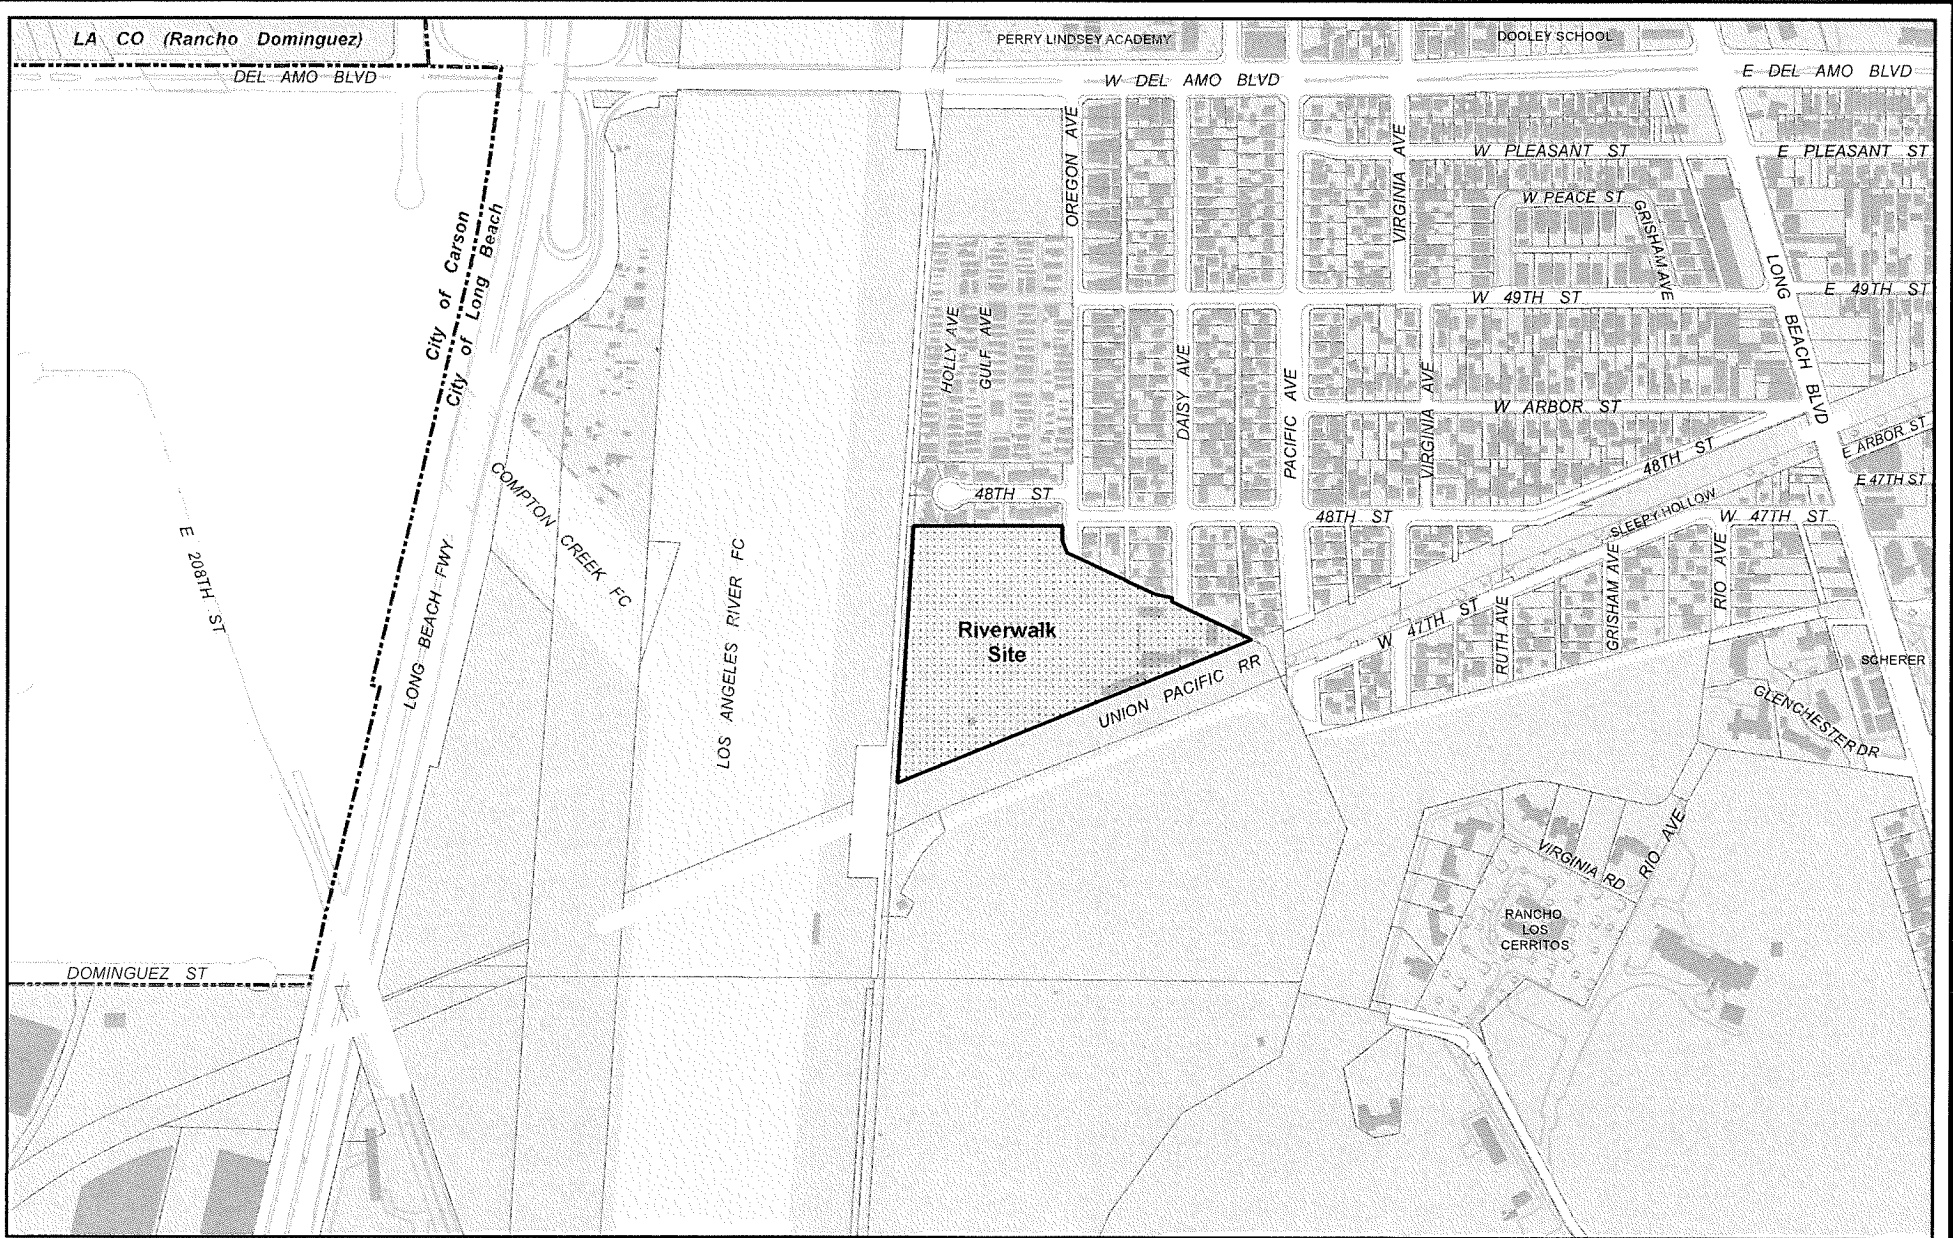 LA CO (Rancho Dominguez)
PERRY LINDSEY ACADEMY
DOOLEY SCHOOL
DEL AMO BLVD
W DEL AMO BLVD
E DEL AMO BLVD
OREGON AVE
VIRGINIA AVE
W PLEASANT ST
E PLEASANT ST
W PEACE ST
GRISHAM AVE
City of Carson
City of Long Beach
LONG BEACH BLVD
W 49TH ST
E 49TH ST
HOLLY AVE
GULF AVE
DAISY AVE
PACIFIC AVE
VIRGINIA AVE
W ARBOR ST
E ARBOR ST
48TH ST
E 47TH ST
COMPTON CREEK FC
48TH ST
48TH ST
SLEEPY HOLLOW
W 47TH ST
E 208TH ST
LONG BEACH FWY
LOS ANGELES RIVER FC
Riverwalk
Site
W 47TH ST
RUTH AVE
GRISHAM AVE
RIO AVE
UNION PACIFIC RR
SCHERER
GLENCHESTER DR
VIRGINIA RD
RIO AVE
RANCHO
LOS
CERRITOS
DOMINGUEZ ST